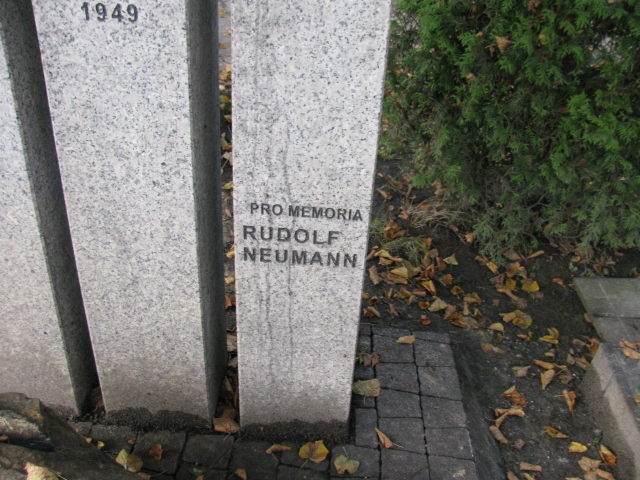 1949
PRO MEMORIA
RUDOLF
NEUMANN